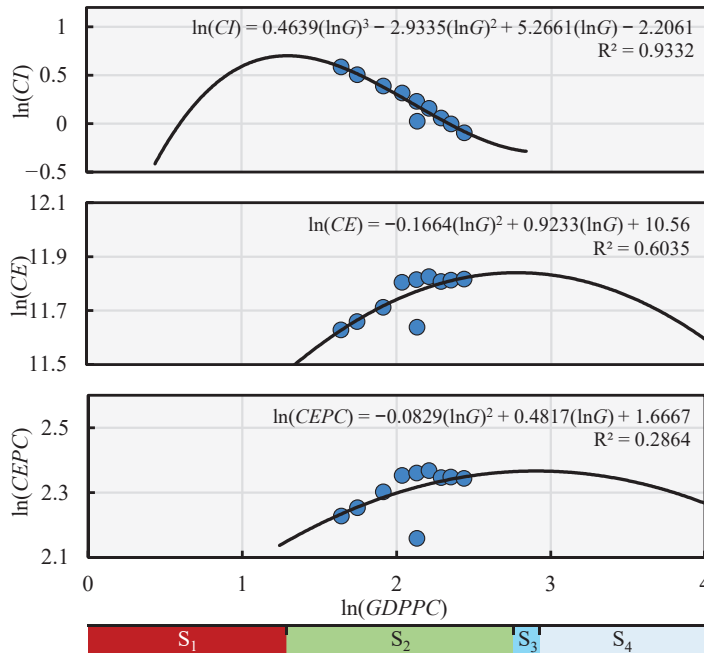 ln(CI) = 0.4639(lnG)³ − 2.9335(lnG)² + 5.2661(lnG) − 2.2061
R² = 0.9332
1
0.5
0
−0.5
ln(CI)
ln(CE) = −0.1664(lnG)² + 0.9233(lnG) + 10.56
R² = 0.6035
12.1
11.9
11.7
11.5
ln(CE)
ln(CEPC) = −0.0829(lnG)² + 0.4817(lnG) + 1.6667
R² = 0.2864
2.5
2.3
2.1
ln(CEPC)
0 1 2 3 4
ln(GDPPC)
S₁ S₂ S₃ S₄